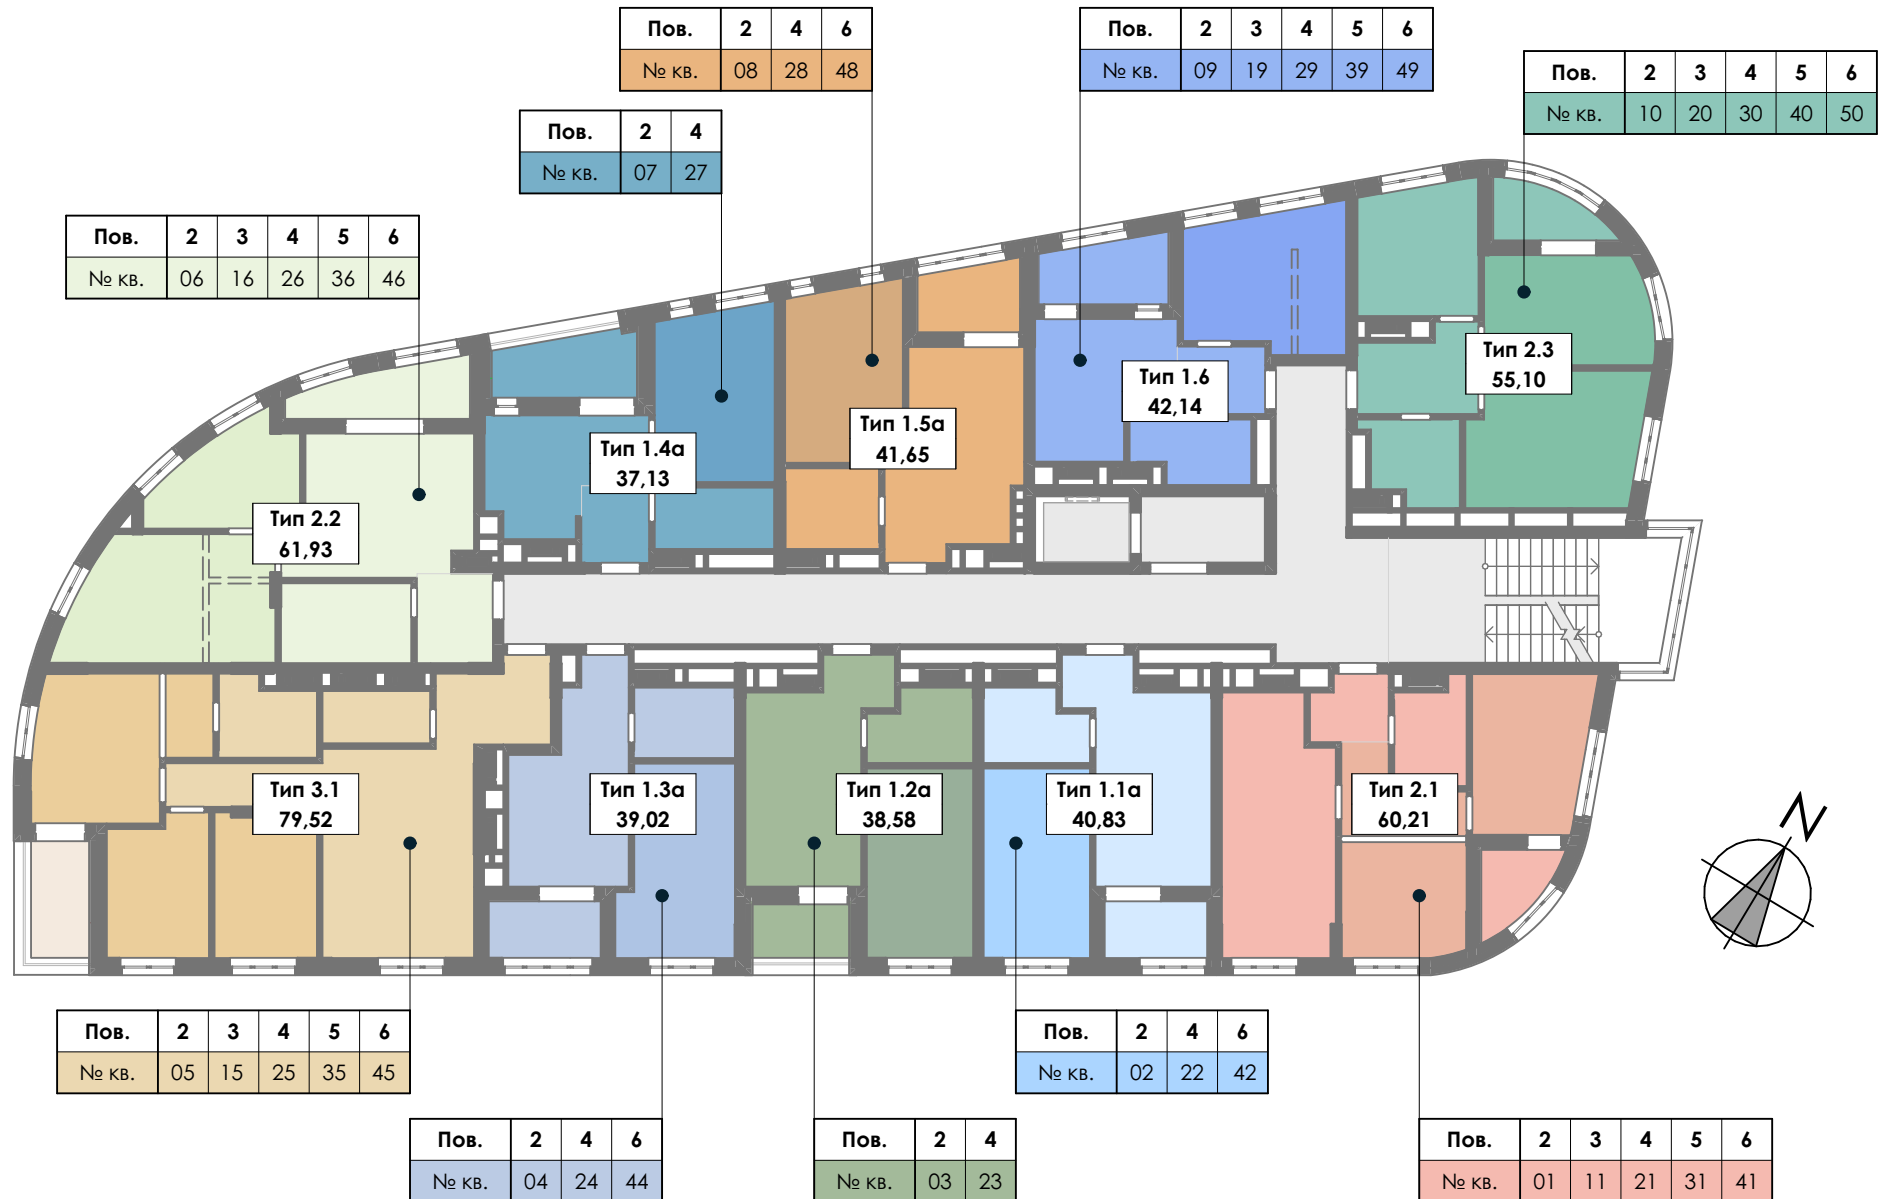 Пов. 2 4 6
№ кв. 08 28 48
Пов. 2 3 4 5 6
№ кв. 09 19 29 39 49
Пов. 2 3 4 5 6
№ кв. 10 20 30 40 50
Пов. 2 4
№ кв. 07 27
Пов. 2 3 4 5 6
№ кв. 06 16 26 36 46
Тип 2.3
55,10
Тип 1.6
42,14
Тип 1.5а
41,65
Тип 1.4а
37,13
Тип 2.2
61,93
Тип 3.1
79,52
Тип 1.3а
39,02
Тип 1.2а
38,58
Тип 1.1а
40,83
Тип 2.1
60,21
N
Пов. 2 3 4 5 6
№ кв. 05 15 25 35 45
Пов. 2 4 6
№ кв. 02 22 42
Пов. 2 4 6
№ кв. 04 24 44
Пов. 2 4
№ кв. 03 23
Пов. 2 3 4 5 6
№ кв. 01 11 21 31 41